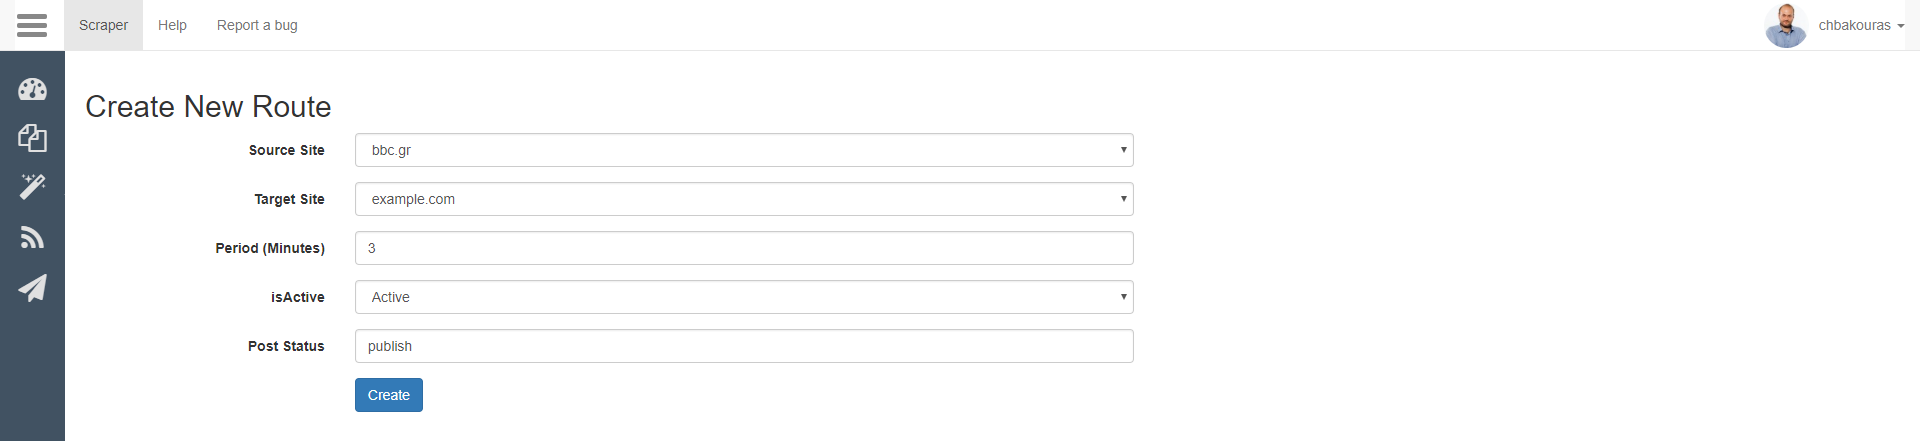 Scraper Help Report a bug chbakouras
Create New Route
Source Site bbc.gr
Target Site example.com
Period (Minutes) 3
isActive Active
Post Status publish
Create